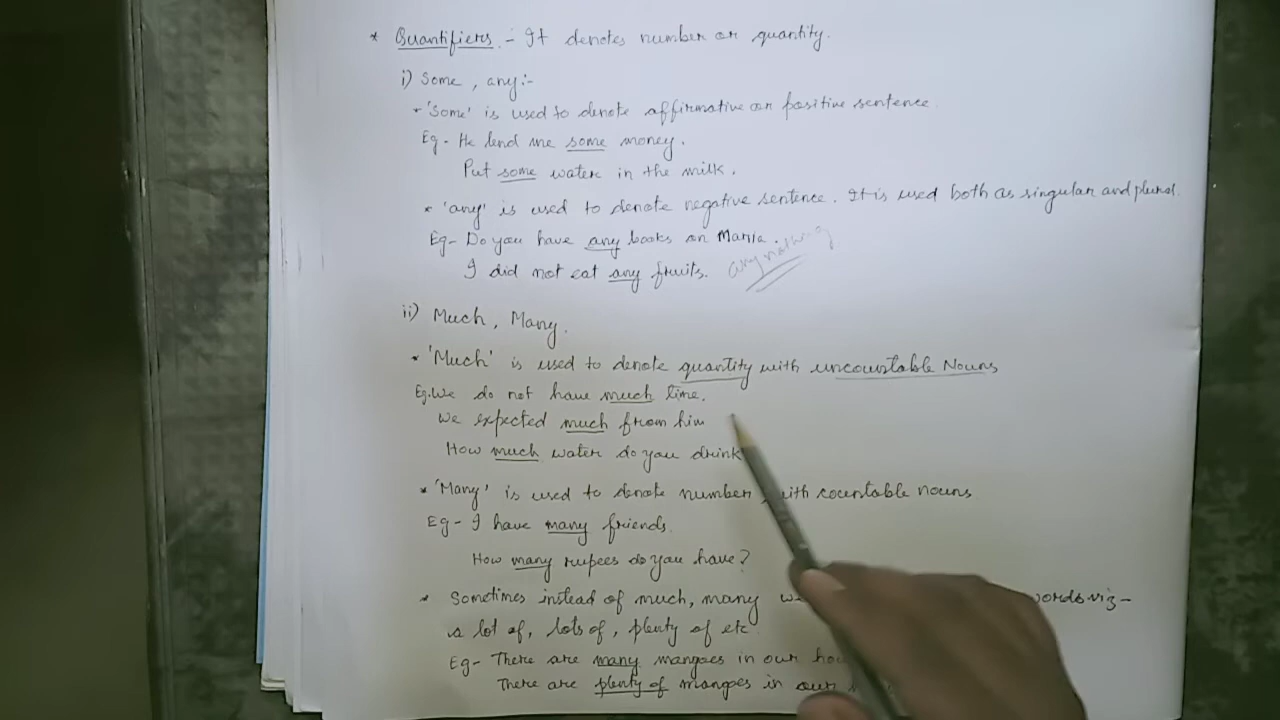 * Quantifiers :- It denotes number or quantity.
i) Some, any:-
* 'Some' is used to denote affirmative or positive sentence.
Eg - He lend me some money.
Put some water in the milk.
* 'any' is used to denote negative sentence. It is used both as singular and plural.
Eg- Do you have any books on Maria.
I did not eat any fruits.
ii) Much, Many.
* 'Much' is used to denote quantity with uncountable Nouns
Eg. We do not have much time.
We expected much from him
How much water do you drink
* 'Many' is used to denote number with countable nouns
Eg - I have many friends.
How many rupees do you have?
* Sometimes instead of much, many words viz -
a lot of, lots of, plenty of etc
Eg - There are many mangoes in our
There are plenty of mangoes in our